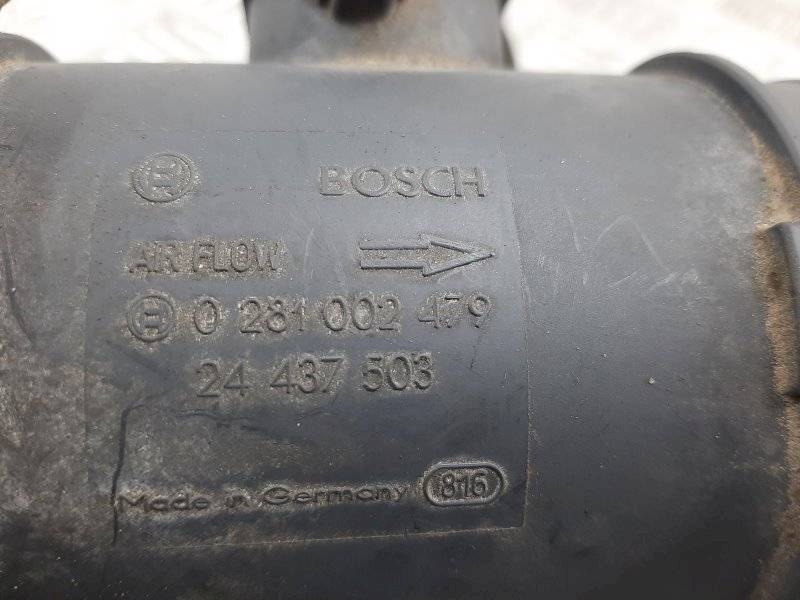 BOSCH
AIR FLOW
0 281 002 479
24 437 503
Made in Germany 816